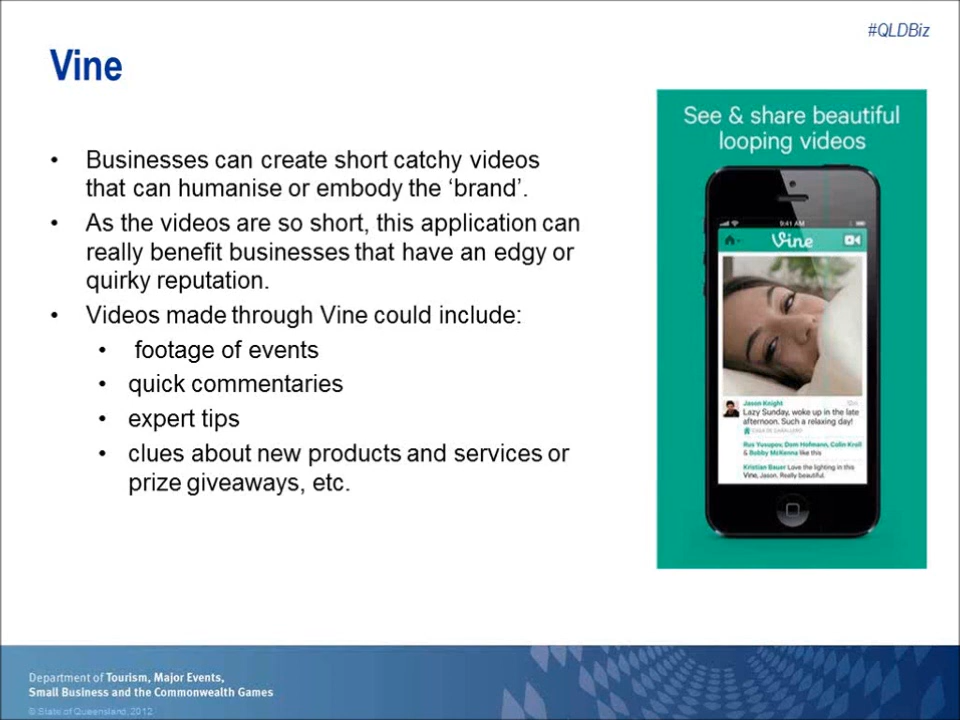 #QLDBiz
Vine
• Businesses can create short catchy videos
that can humanise or embody the ‘brand’.
• As the videos are so short, this application can
really benefit businesses that have an edgy or
quirky reputation.
• Videos made through Vine could include:
• footage of events
• quick commentaries
• expert tips
• clues about new products and services or
prize giveaways, etc.
See & share beautiful
looping videos
9:41 AM
Vine
Jason Knight
Lazy Sunday, woke up in the late
afternoon. Such a relaxing day!
Rus Yusupov, Dom Hofmann, Colin Kroll
& Bobby McKenna like this
Kristian Bauer Love the lighting in this
Vine, Jason. Really beautiful.
Department of Tourism, Major Events,
Small Business and the Commonwealth Games
© State of Queensland, 2012